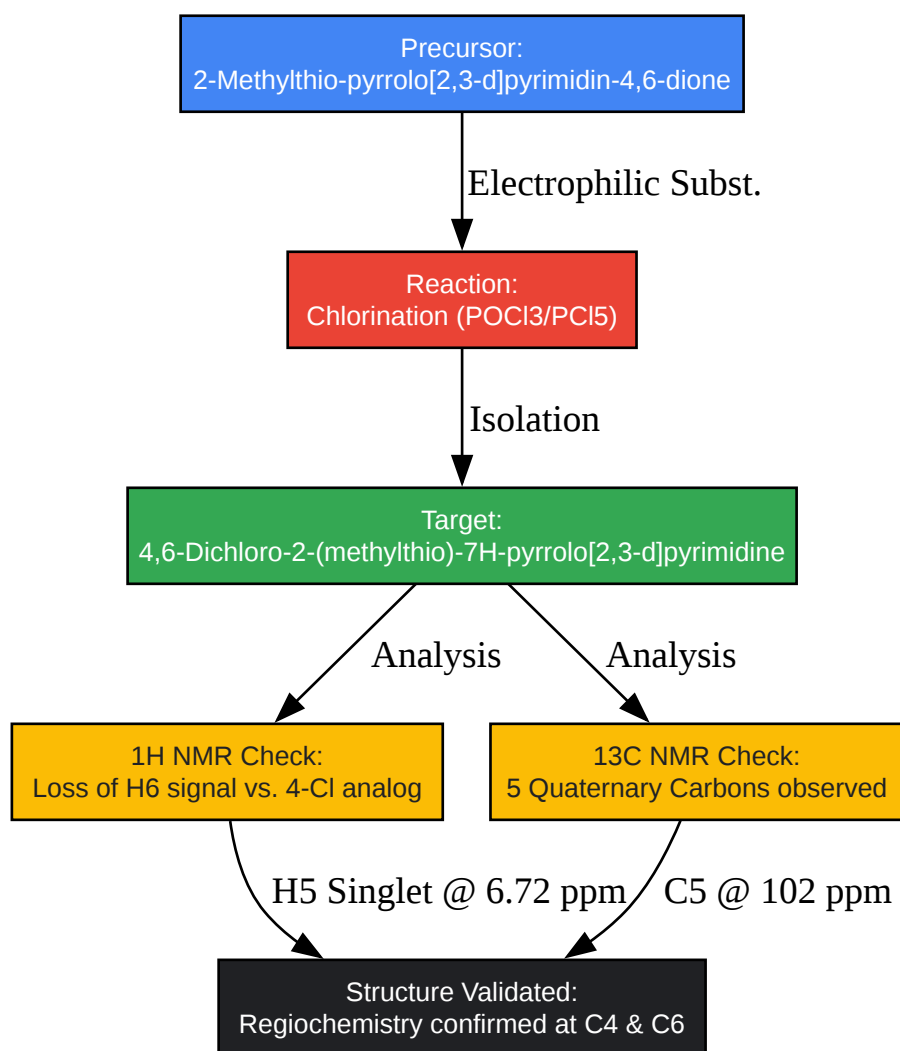 Precursor:
2-Methylthio-pyrrolo[2,3-d]pyrimidin-4,6-dione
Electrophilic Subst.
Reaction:
Chlorination (POCl3/PCl5)
Isolation
Target:
4,6-Dichloro-2-(methylthio)-7H-pyrrolo[2,3-d]pyrimidine
Analysis
Analysis
1H NMR Check:
Loss of H6 signal vs. 4-Cl analog
13C NMR Check:
5 Quaternary Carbons observed
H5 Singlet @ 6.72 ppm
C5 @ 102 ppm
Structure Validated:
Regiochemistry confirmed at C4 & C6